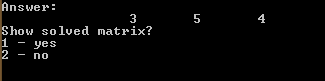 Answer:
3 5 4
Show solved matrix?
1 - yes
2 - no